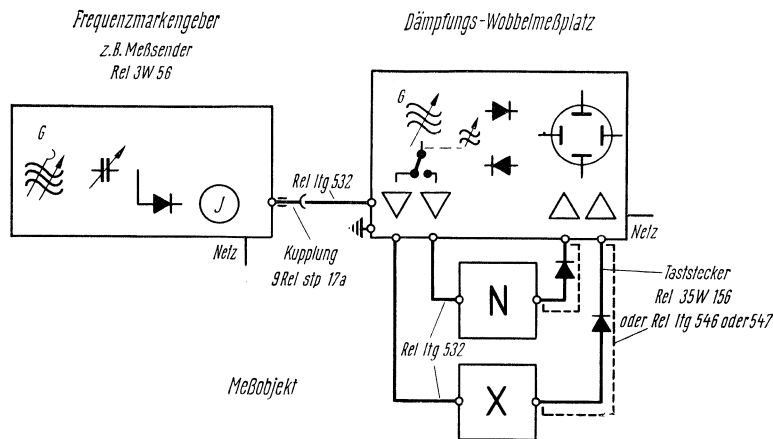 Frequenzmarkengeber
z.B. Meßsender
Rel 3W 56
Dämpfungs-Wobbelmeßplatz
G
G
J
Rel ltg 532
Netz
Kupplung
9Rel stp 17a
Netz
N
Taststecker
Rel 35W 156
oder Rel ltg 546 oder 547
Rel ltg 532
X
Meßobjekt